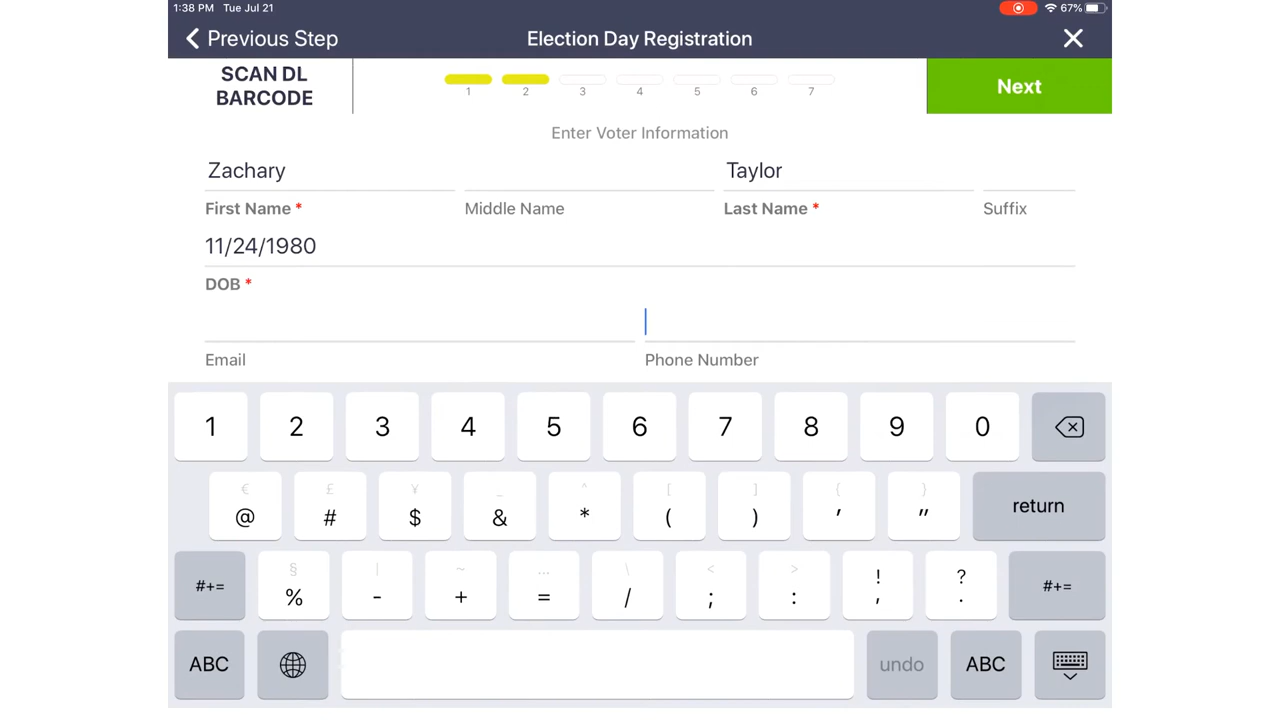 1:38 PM Tue Jul 21 67%
Previous Step Election Day Registration
SCAN DL
BARCODE
1 2 3 4 5 6 7
Next
Enter Voter Information
Zachary Taylor
First Name * Middle Name Last Name * Suffix
11/24/1980
DOB *
Email Phone Number
1 2 3 4 5 6 7 8 9 0
€ £ ¥ _ ^ [ ] { }
@ # $ & * ( ) ' " return
§ | ~ … \ < > ! ?
#+= % - + = / ; : , . #+=
ABC undo ABC